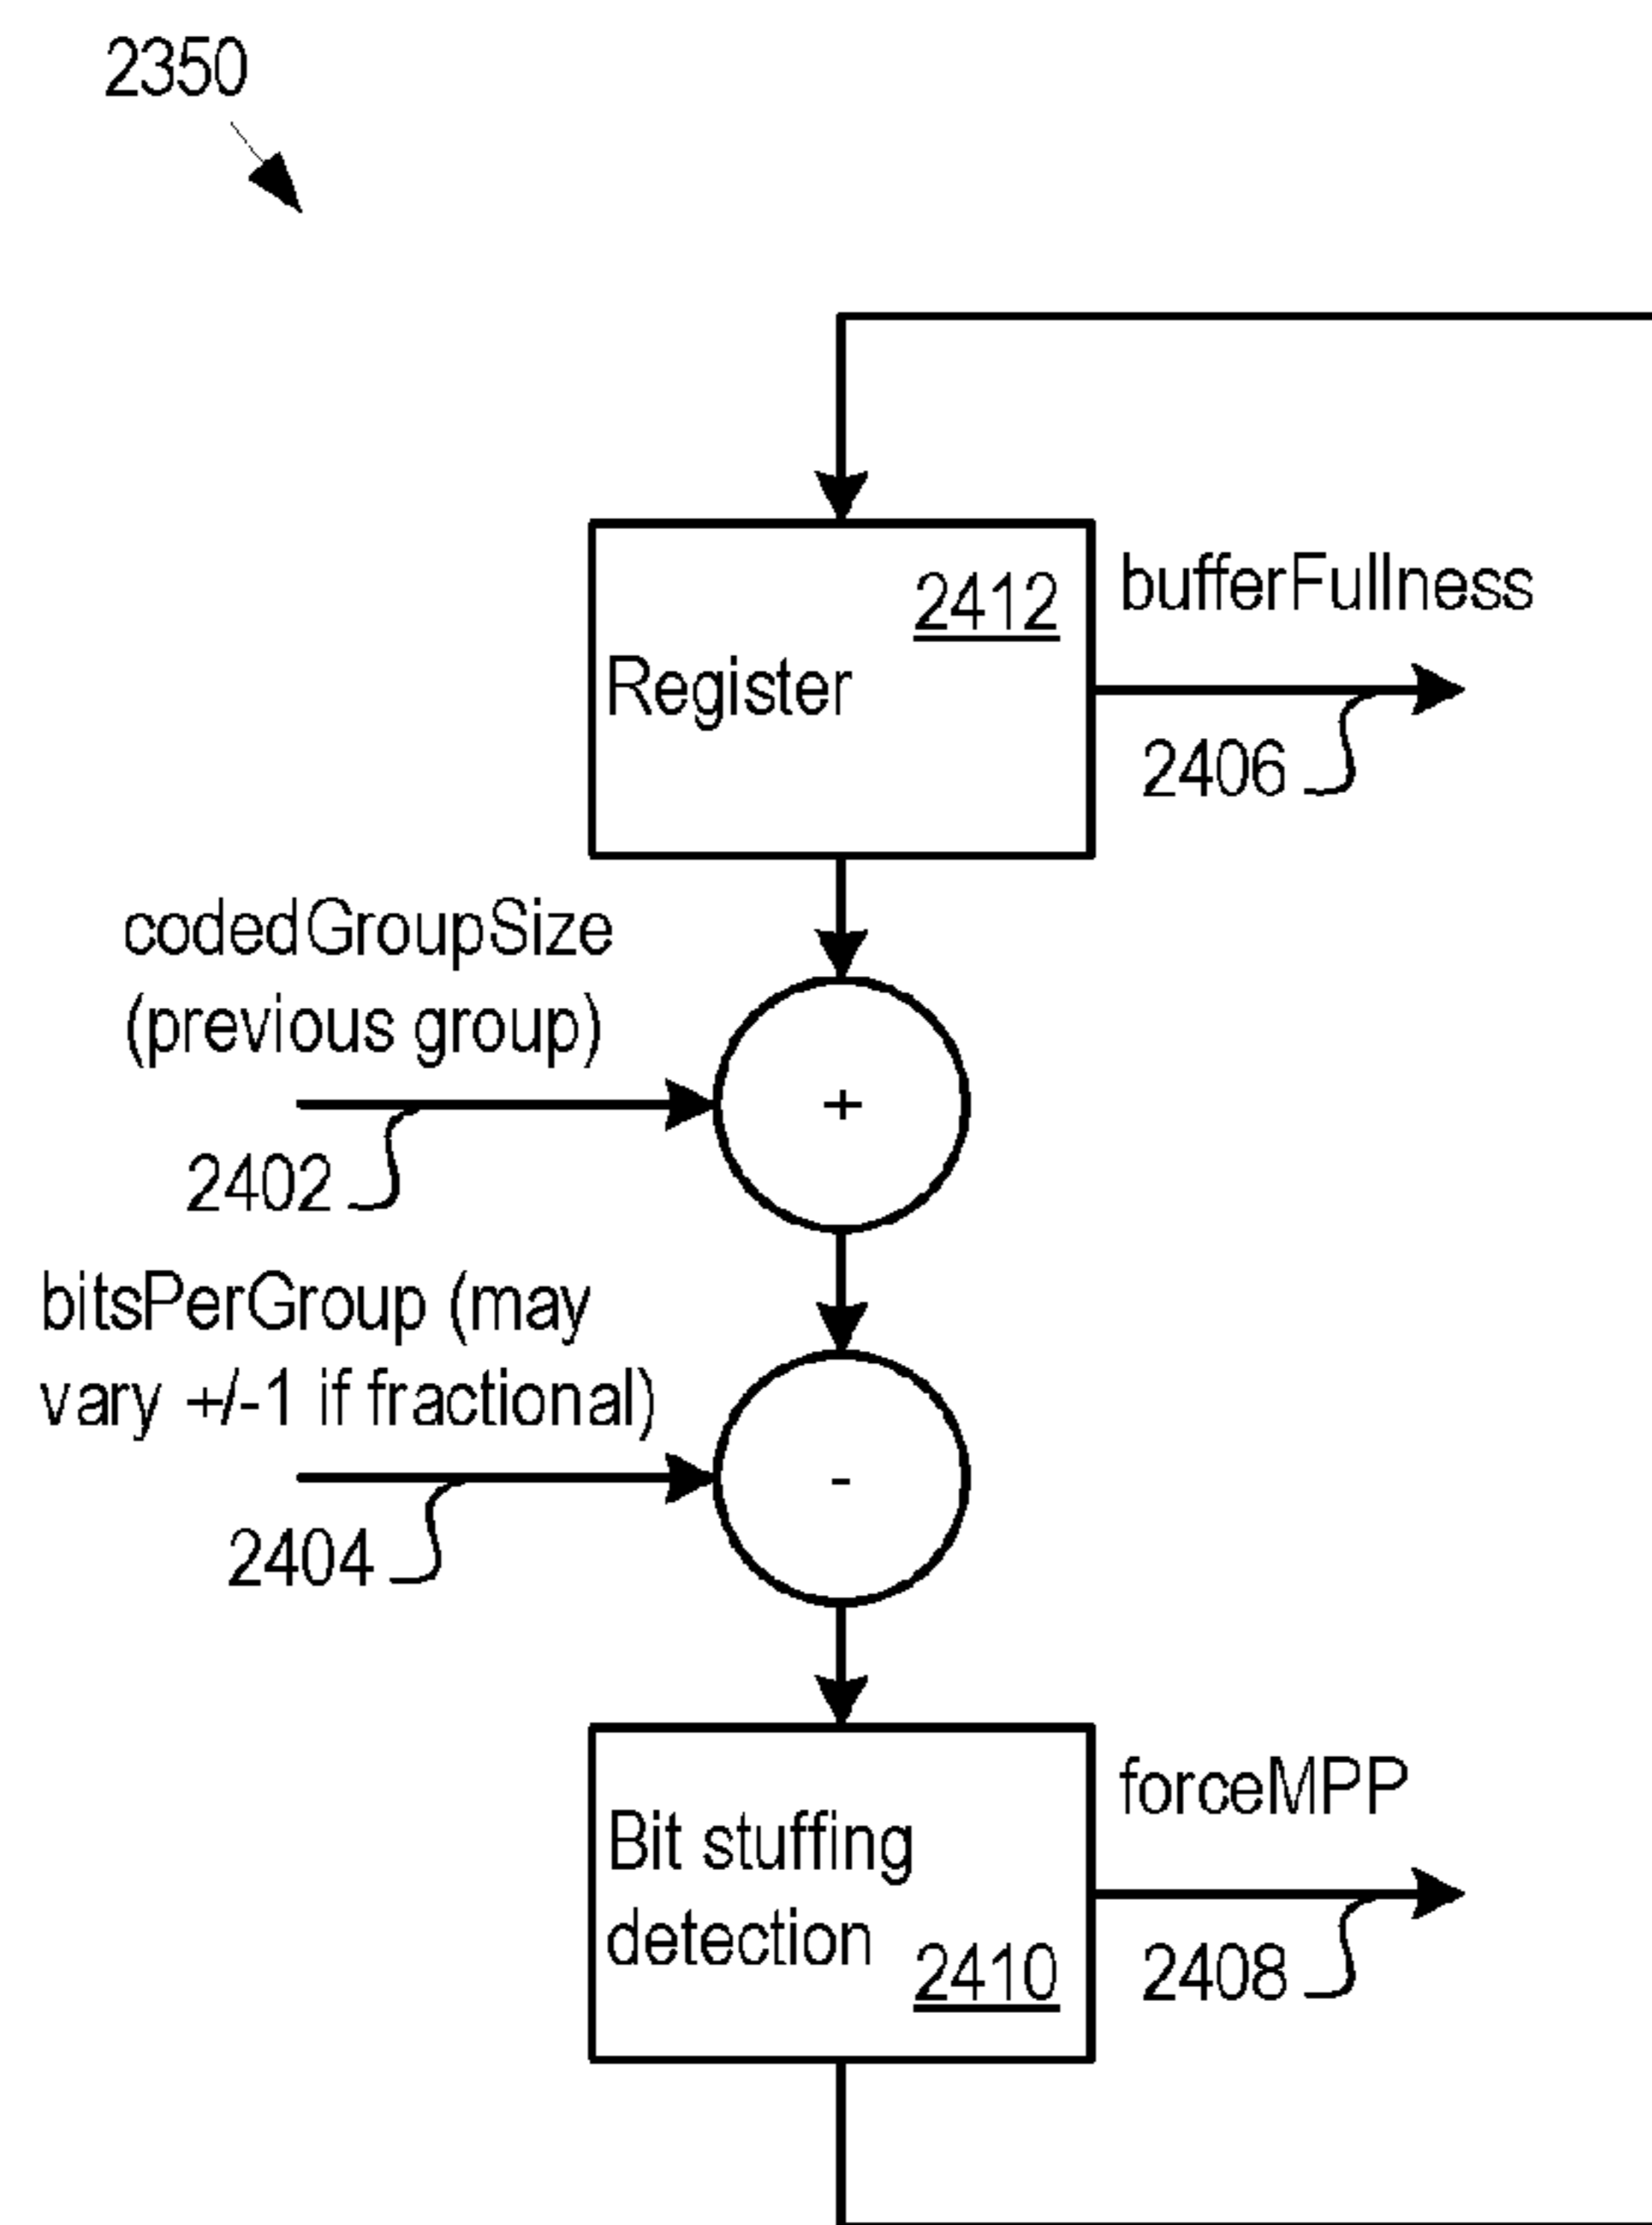 2350
2412
Register
bufferFullness
2406
codedGroupSize
(previous group)
+
2402
bitsPerGroup (may
vary +/-1 if fractional)
-
2404
Bit stuffing
detection
2410
forceMPP
2408